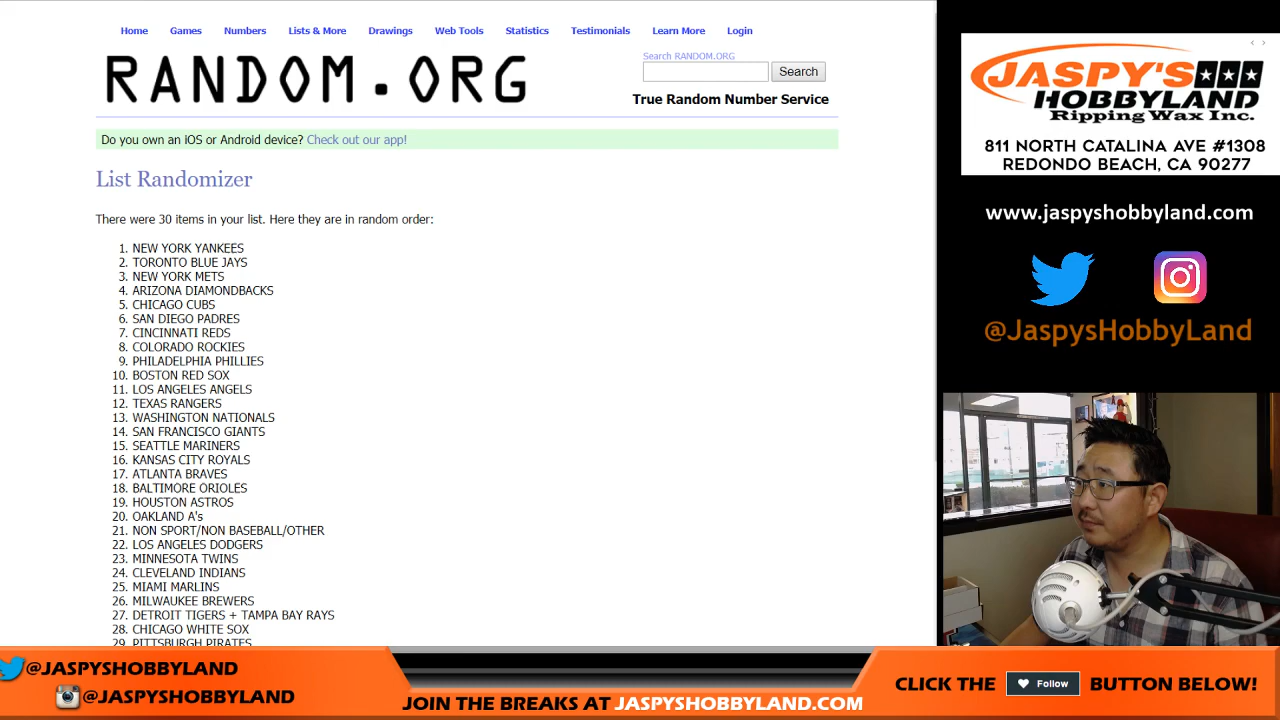 Home Games Numbers Lists & More Drawings Web Tools Statistics Testimonials Learn More Login
RANDOM.ORG
Search RANDOM.ORG
Search
True Random Number Service
Do you own an iOS or Android device? Check out our app!
List Randomizer
There were 30 items in your list. Here they are in random order:
1. NEW YORK YANKEES
2. TORONTO BLUE JAYS
3. NEW YORK METS
4. ARIZONA DIAMONDBACKS
5. CHICAGO CUBS
6. SAN DIEGO PADRES
7. CINCINNATI REDS
8. COLORADO ROCKIES
9. PHILADELPHIA PHILLIES
10. BOSTON RED SOX
11. LOS ANGELES ANGELS
12. TEXAS RANGERS
13. WASHINGTON NATIONALS
14. SAN FRANCISCO GIANTS
15. SEATTLE MARINERS
16. KANSAS CITY ROYALS
17. ATLANTA BRAVES
18. BALTIMORE ORIOLES
19. HOUSTON ASTROS
20. OAKLAND A's
21. NON SPORT/NON BASEBALL/OTHER
22. LOS ANGELES DODGERS
23. MINNESOTA TWINS
24. CLEVELAND INDIANS
25. MIAMI MARLINS
26. MILWAUKEE BREWERS
27. DETROIT TIGERS + TAMPA BAY RAYS
28. CHICAGO WHITE SOX
29. PITTSBURGH PIRATES
JASPY'S
HOBBYLAND
Ripping Wax Inc.
811 NORTH CATALINA AVE #1308
REDONDO BEACH, CA 90277
www.jaspyshobbyland.com
@JaspysHobbyLand
@JASPYSHOBBYLAND
@JASPYSHOBBYLAND
JOIN THE BREAKS AT JASPYSHOBBYLAND.COM
CLICK THE Follow BUTTON BELOW!